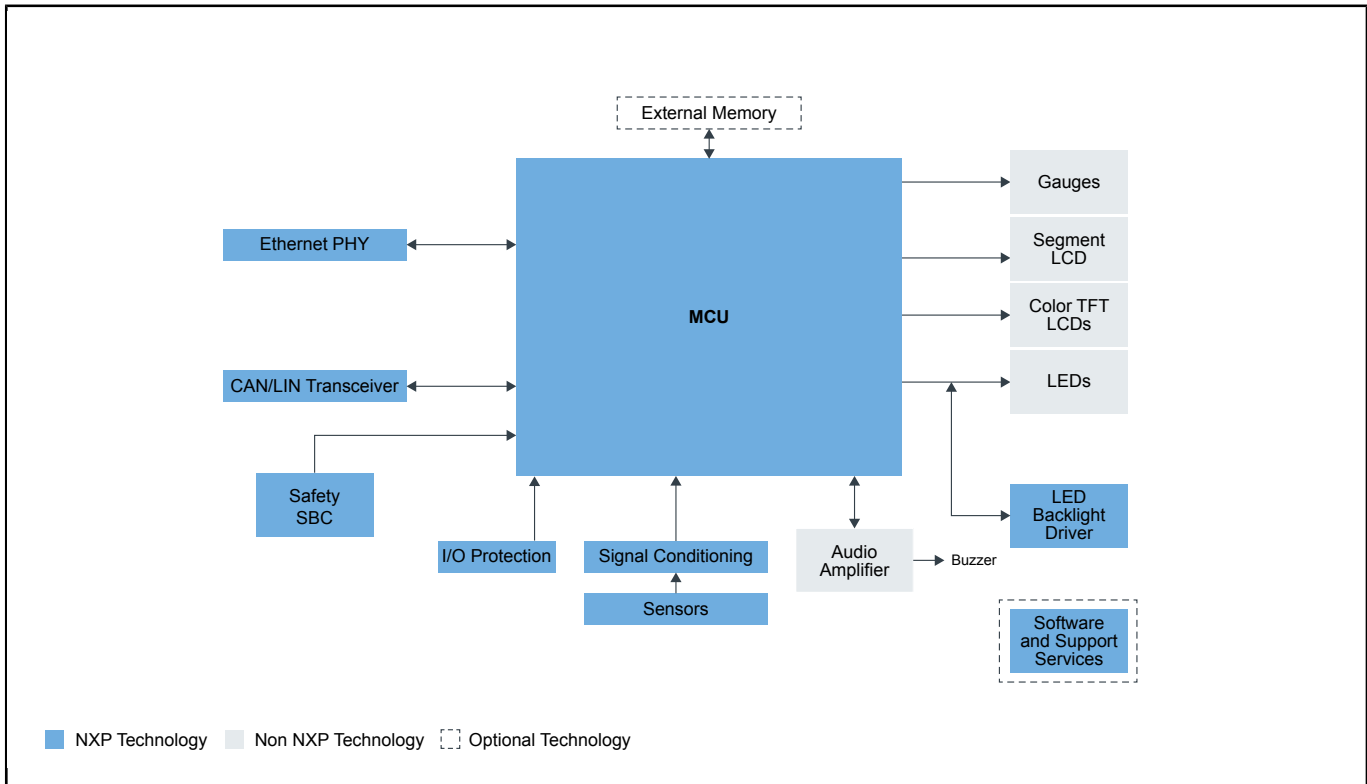 External Memory
Gauges
Ethernet PHY
Segment
LCD
MCU
Color TFT
LCDs
CAN/LIN Transceiver
LEDs
Safety
SBC
I/O Protection
Signal Conditioning
Sensors
Audio
Amplifier
Buzzer
LED
Backlight
Driver
Software
and Support
Services
NXP Technology
Non NXP Technology
Optional Technology